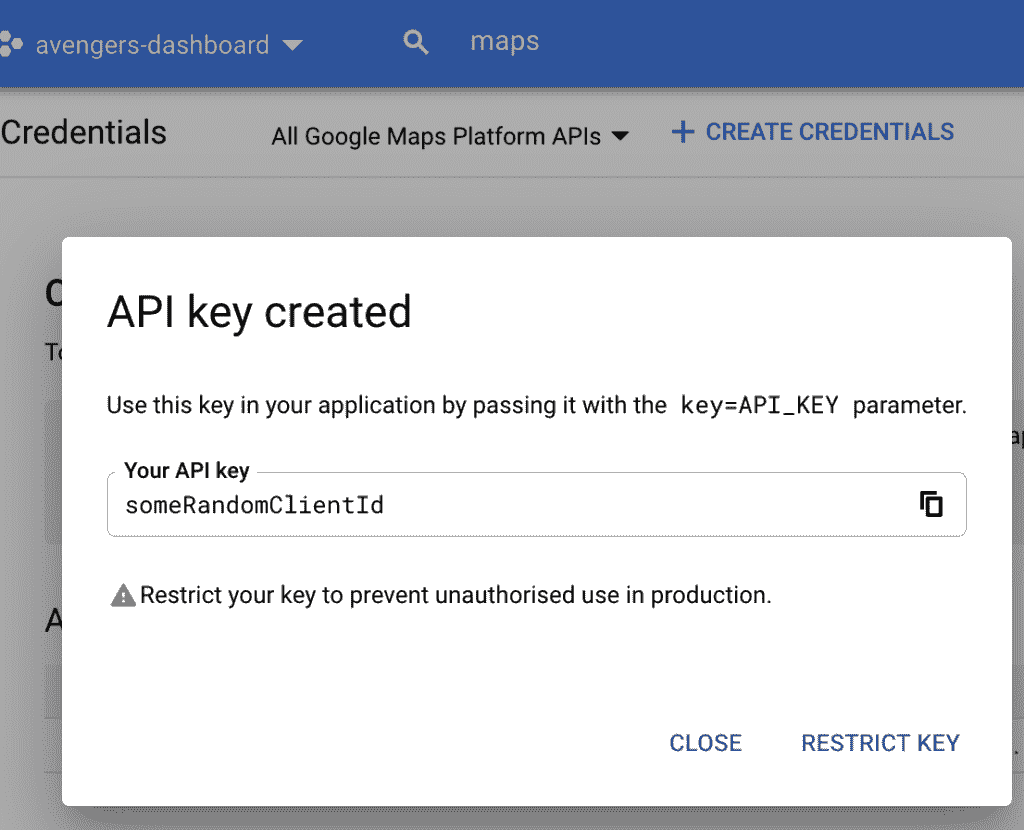 avengers-dashboard
maps
Credentials
All Google Maps Platform APIs
+ CREATE CREDENTIALS
API key created
Use this key in your application by passing it with the key=API_KEY parameter.
Your API key
someRandomClientId
Restrict your key to prevent unauthorised use in production.
CLOSE
RESTRICT KEY